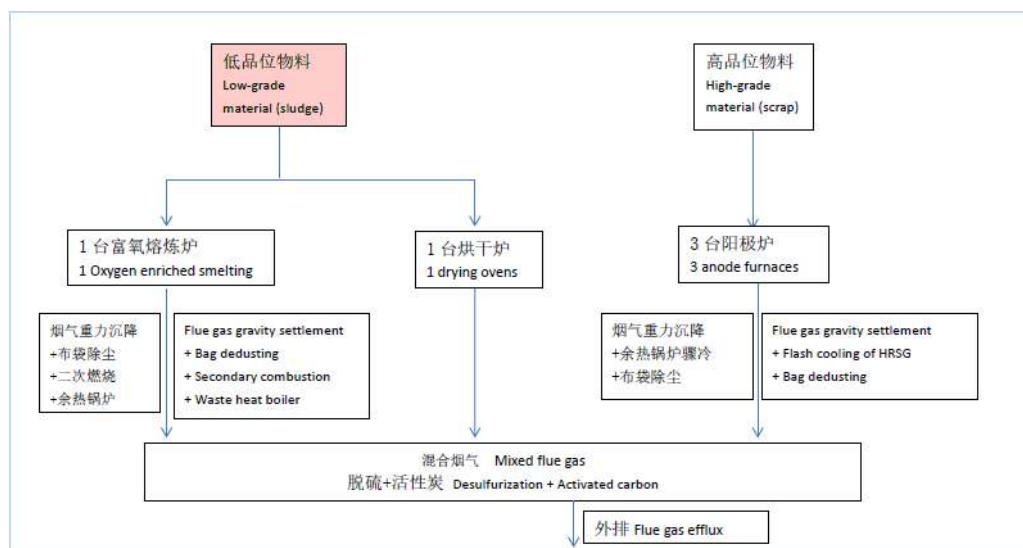 低品位物料
Low-grade
material (sludge)
高品位物料
High-grade
material (scrap)
1 台富氧熔炼炉
1 Oxygen enriched smelting
1 台烘干炉
1 drying ovens
3 台阳极炉
3 anode furnaces
烟气重力沉降
+布袋除尘
+二次燃烧
+余热锅炉
Flue gas gravity settlement
+ Bag dedusting
+ Secondary combustion
+ Waste heat boiler
烟气重力沉降
+余热锅炉骤冷
+布袋除尘
Flue gas gravity settlement
+ Flash cooling of HRSG
+ Bag dedusting
混合烟气 Mixed flue gas
脱硫+活性炭 Desulfurization + Activated carbon
外排 Flue gas efflux